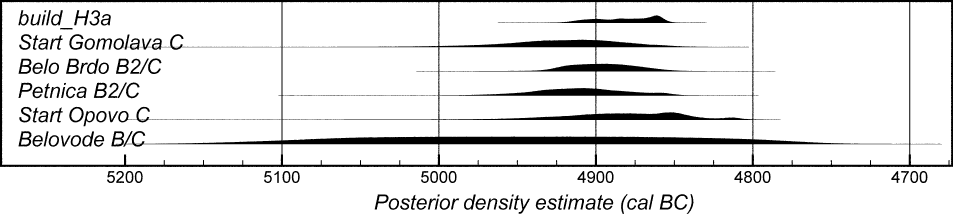 build_H3a
Start Gomolava C
Belo Brdo B2/C
Petnica B2/C
Start Opovo C
Belovode B/C
5200 5100 5000 4900 4800 4700
Posterior density estimate (cal BC)